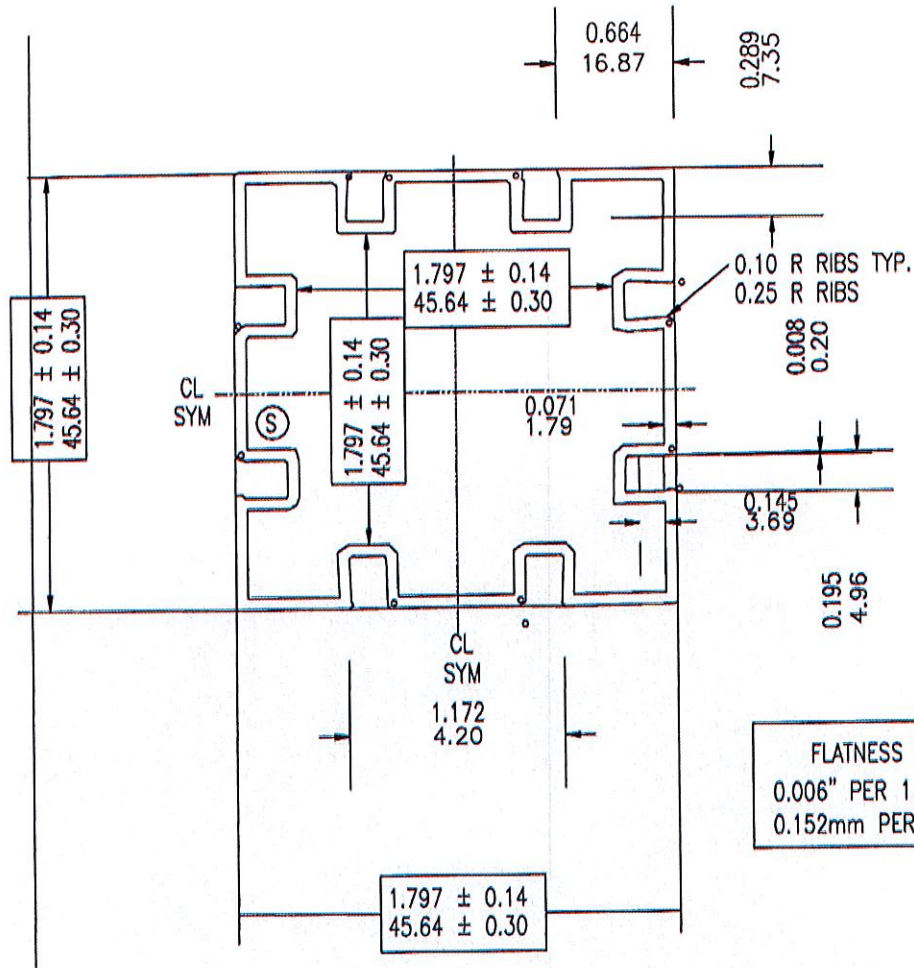 0.664
16.87
0.289
7.35
1.797 ± 0.14
45.64 ± 0.30
0.10 R RIBS TYP.
0.25 R RIBS
0.008
0.20
1.797 ± 0.14
45.64 ± 0.30
1.797 ± 0.14
45.64 ± 0.30
CL
SYM
S
0.071
1.79
0.145
3.69
0.195
4.96
CL
SYM
1.172
4.20
FLATNESS
0.006" PER 1
0.152mm PER
1.797 ± 0.14
45.64 ± 0.30